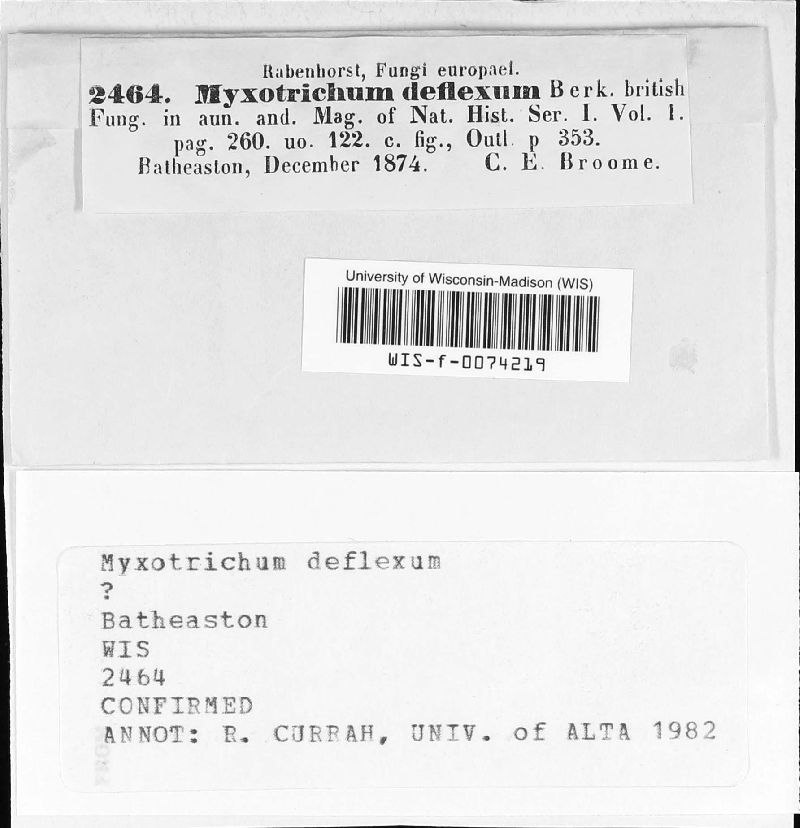 Rabenhorst, Fungi europaei.
2464. Myxotrichum deflexum Berk. british
Fung. in aun. and. Mag. of Nat. Hist. Ser. I. Vol. I.
pag. 260. uo. 122. c. fig., Outl. p 353.
Batheaston, December 1874. C. E. Broome.
University of Wisconsin-Madison (WIS)
WIS-f-0074219
Myxotrichum deflexum
?
Batheaston
WIS
2464
CONFIRMED
ANNOT: R. CURRAH, UNIV. of ALTA 1982